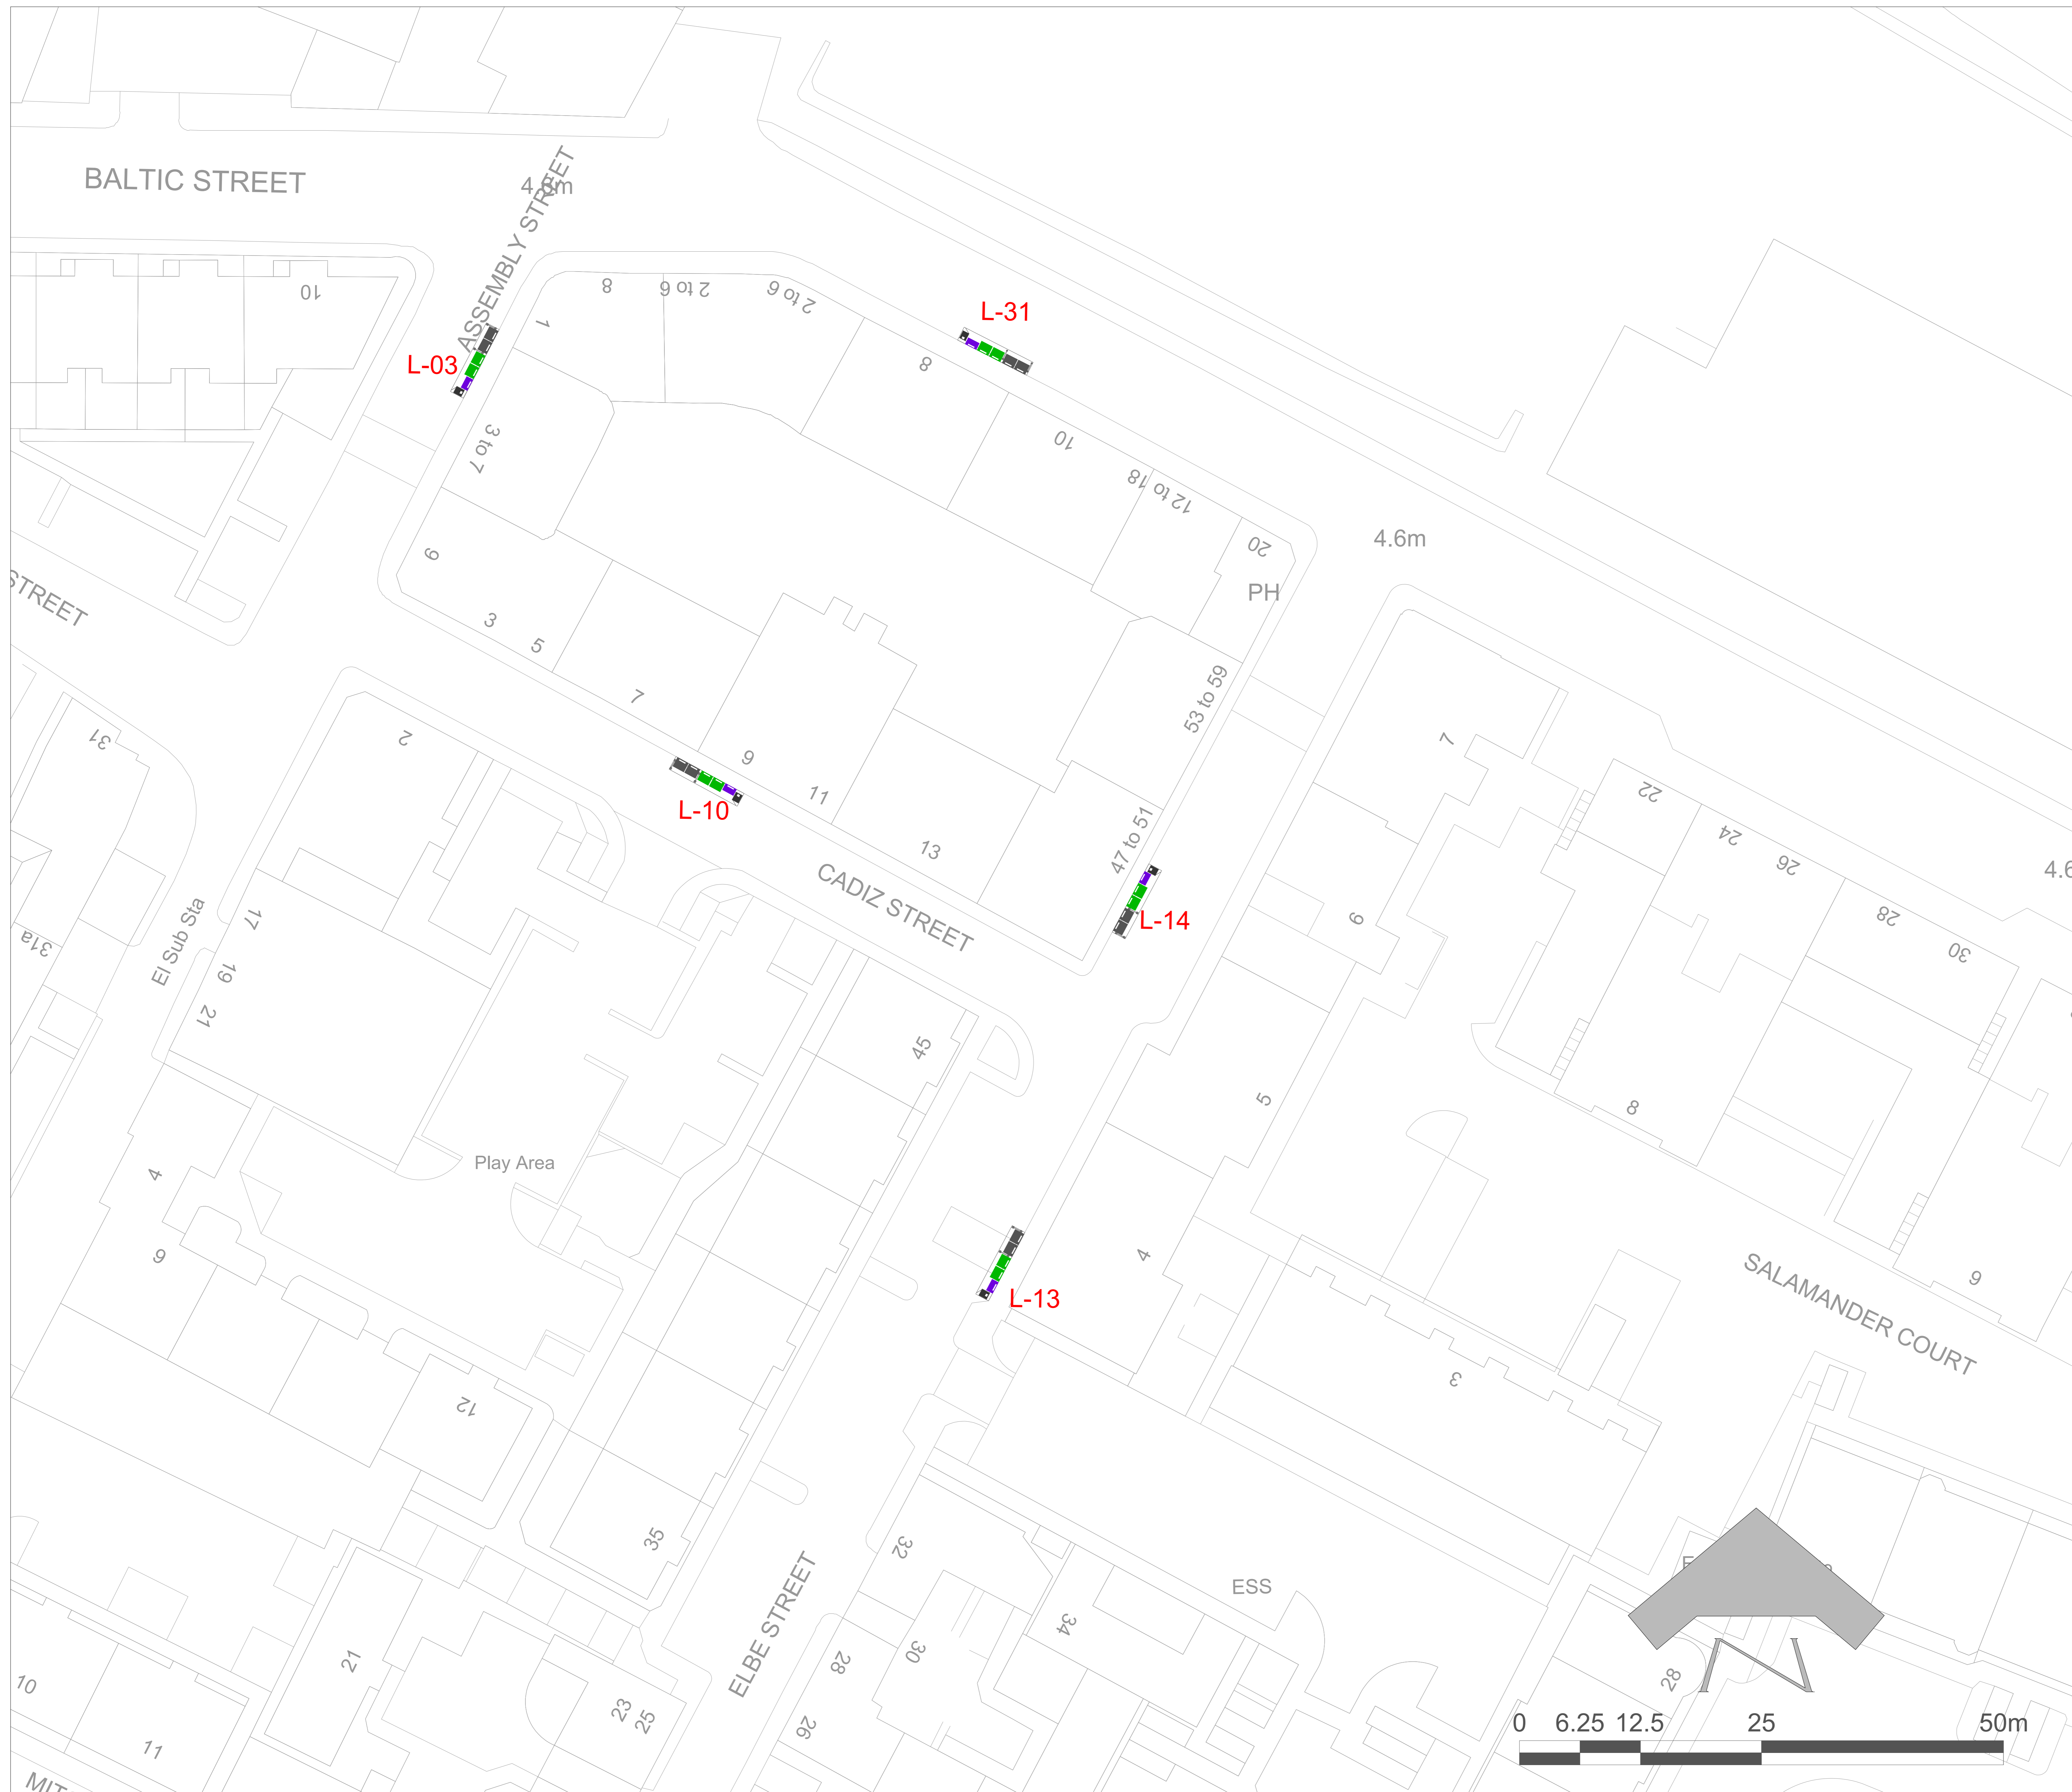 BALTIC STREET
ASSEMBLY STREET
10
8
2 to 6
2 to 6
L-31
1
L-03
8
3 to 7
10
12 to 18
4.6m
20
PH
9
STREET
3
5
7
53 to 59
31
2
7
9
22
L-10
11
24
13
47 to 51
26
4.6
CADIZ STREET
28
17
L-14
6
31a
El Sub Sta
30
19
21
45
5
8
Play Area
4
6
4
L-13
9
SALAMANDER COURT
3
12
35
32
ESS
34
ELBE STREET
30
28
21
28
10
23
25
26
11
N
0 6.25 12.5 25 50m